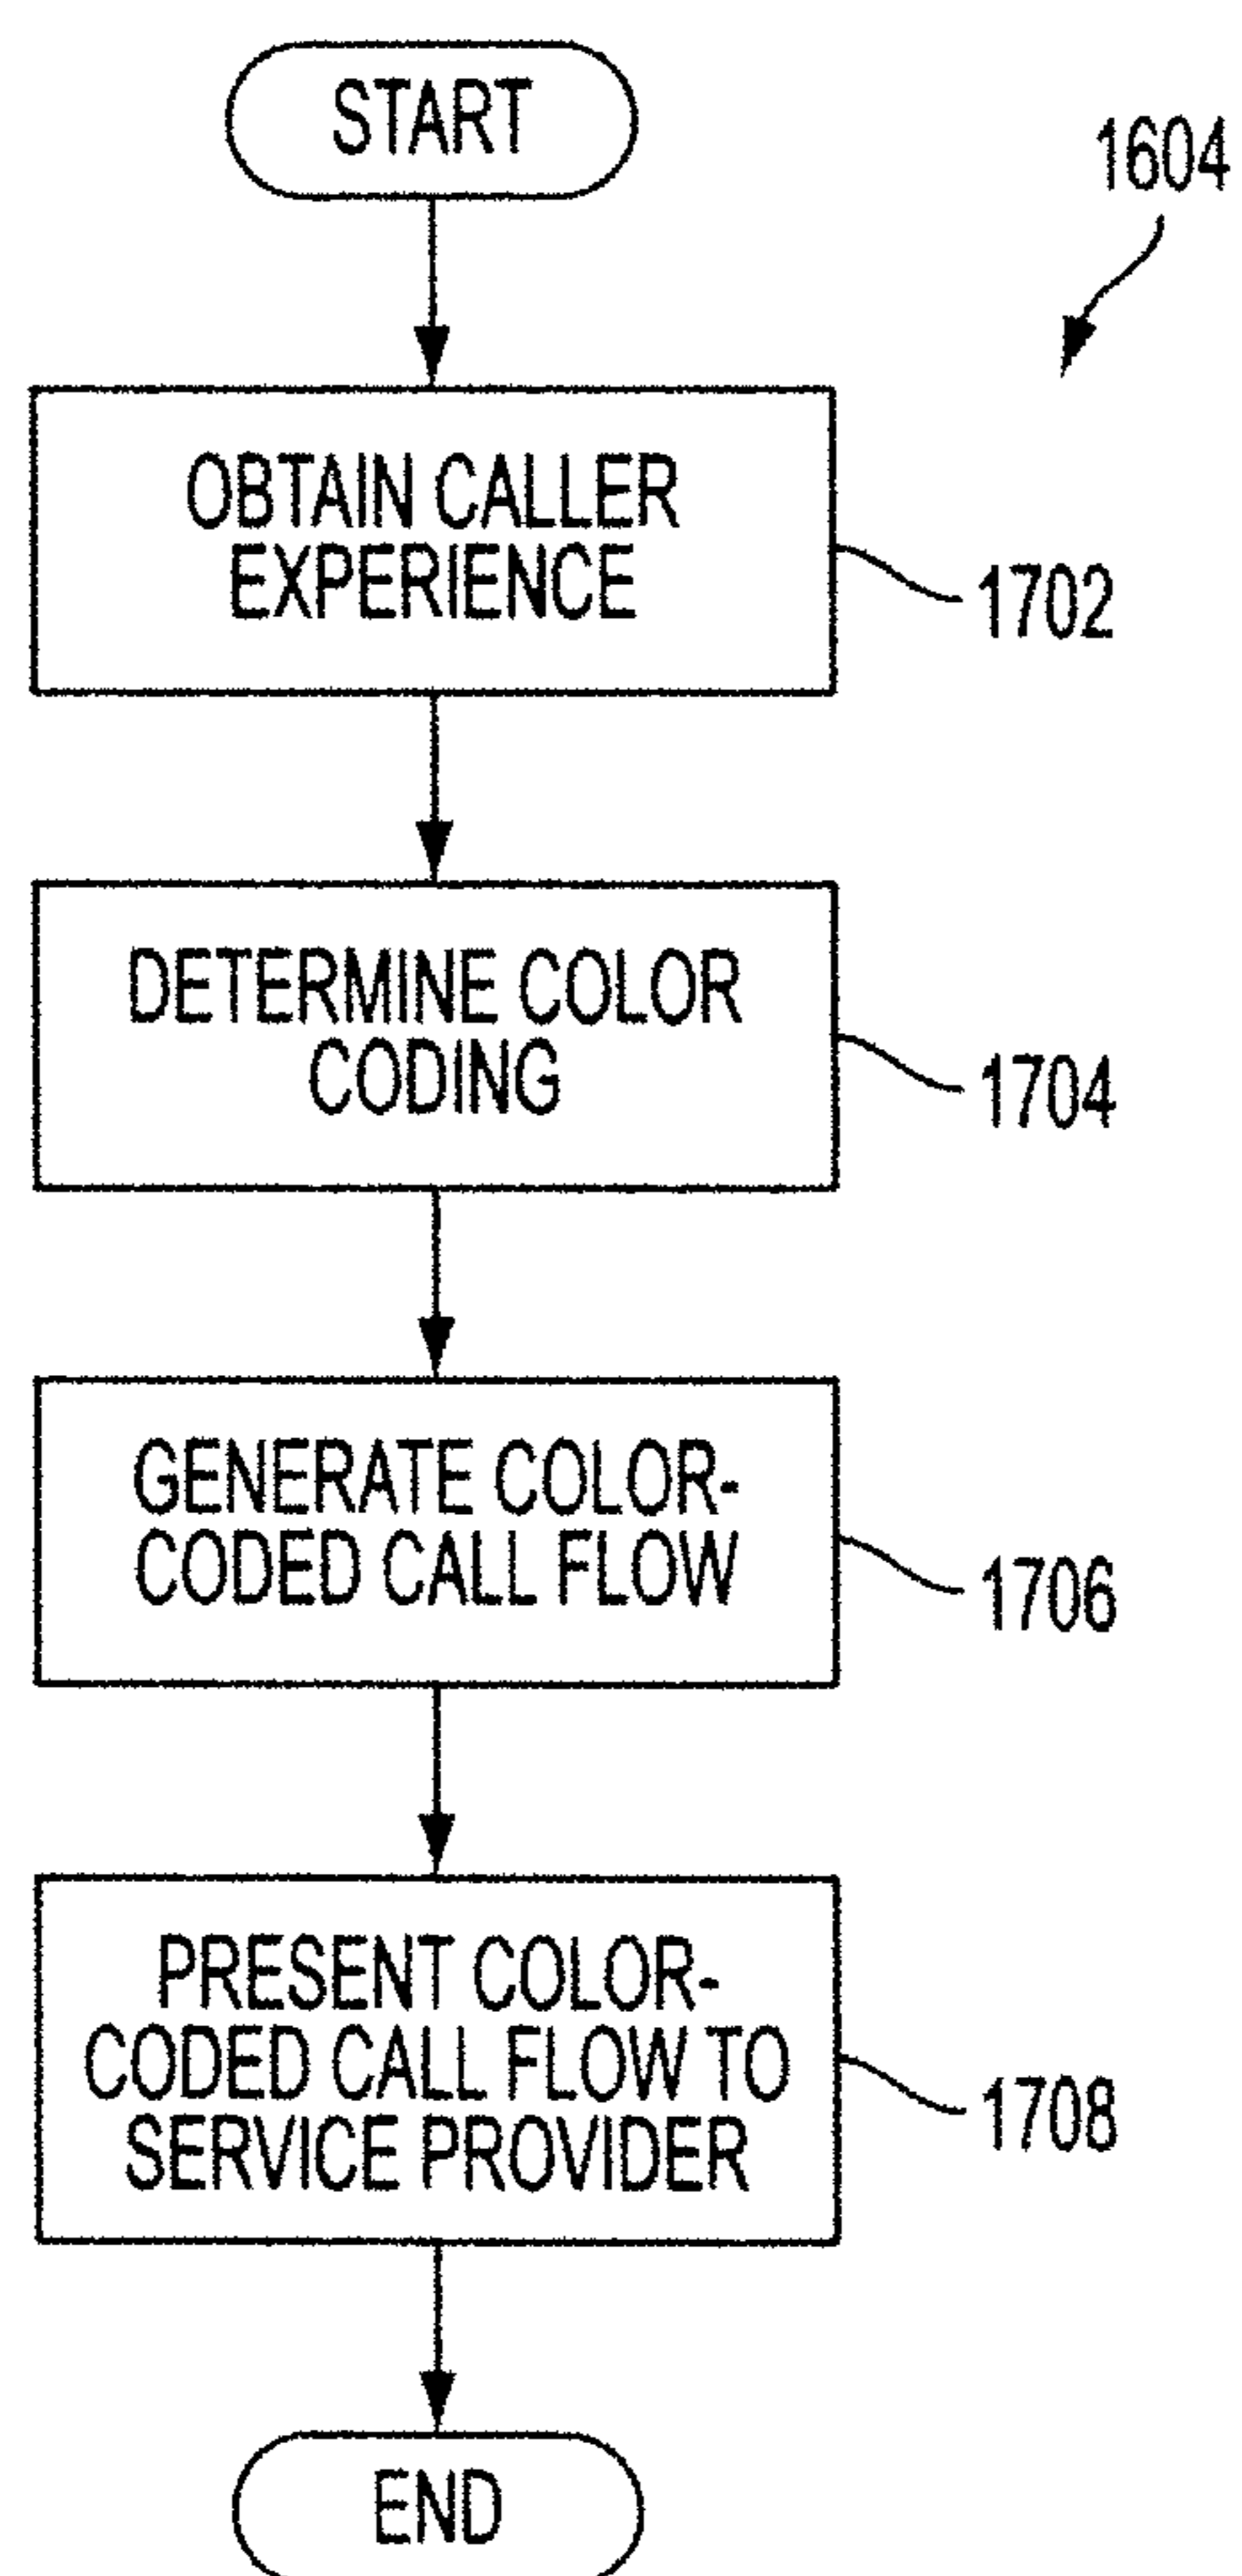 START
1604
OBTAIN CALLER
EXPERIENCE
1702
DETERMINE COLOR
CODING
1704
GENERATE COLOR-
CODED CALL FLOW
1706
PRESENT COLOR-
CODED CALL FLOW TO
SERVICE PROVIDER
1708
END